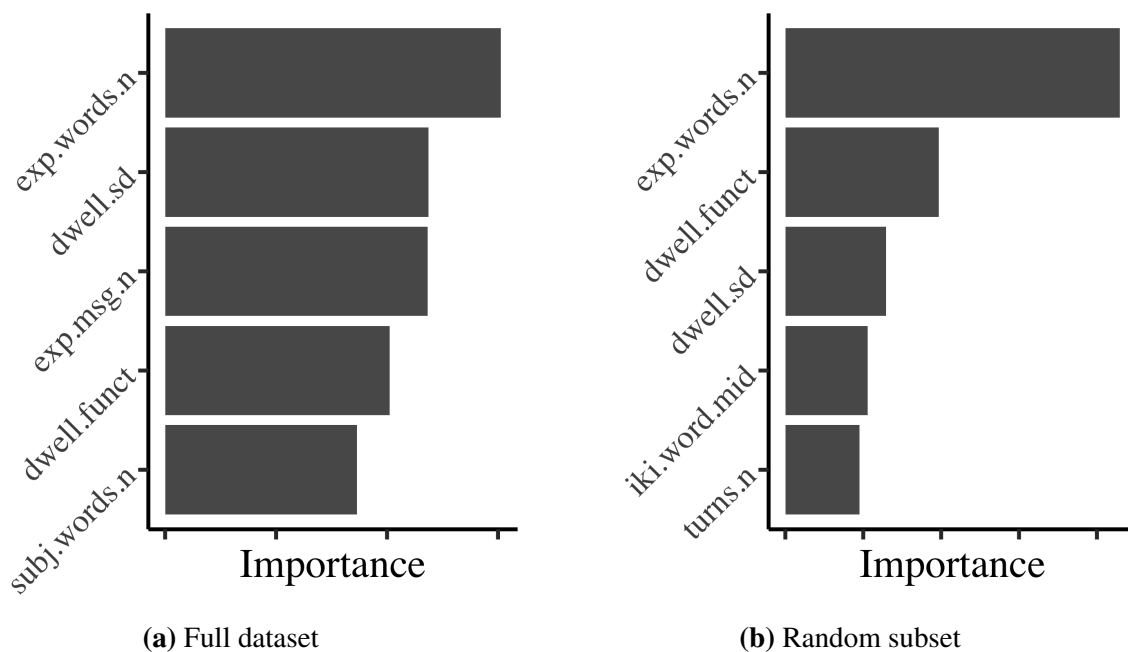 exp.words.n
dwell.sd
exp.msg.n
dwell.funct
subj.words.n
Importance
(a) Full dataset
exp.words.n
dwell.funct
dwell.sd
iki.word.mid
turns.n
Importance
(b) Random subset